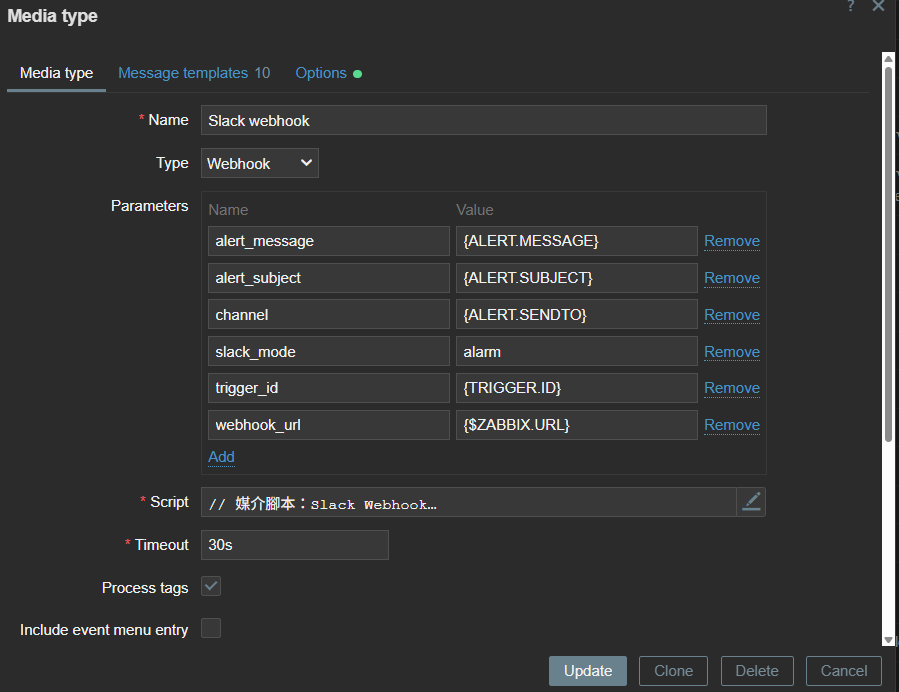 Media type
?
Media type Message templates 10 Options
* Name Slack webhook
Type Webhook
Parameters Name Value
alert_message {ALERT.MESSAGE} Remove
alert_subject {ALERT.SUBJECT} Remove
channel {ALERT.SENDTO} Remove
slack_mode alarm Remove
trigger_id {TRIGGER.ID} Remove
webhook_url {$ZABBIX.URL} Remove
Add
* Script // 媒介腳本：Slack Webhook…
* Timeout 30s
Process tags
Include event menu entry
Update Clone Delete Cancel